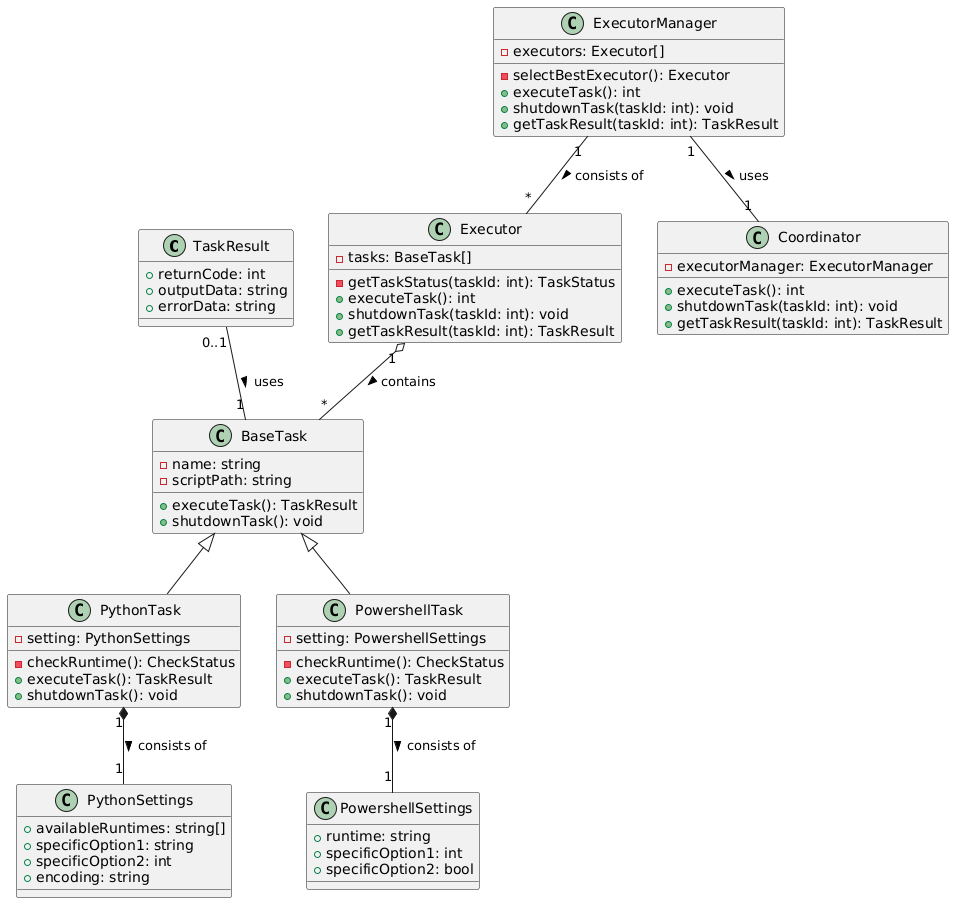 C ExecutorManager
executors: Executor[]
selectBestExecutor(): Executor
executeTask(): int
shutdownTask(taskId: int): void
getTaskResult(taskId: int): TaskResult
1
consists of
*
1
uses
1
C TaskResult
returnCode: int
outputData: string
errorData: string
C Executor
tasks: BaseTask[]
getTaskStatus(taskId: int): TaskStatus
executeTask(): int
shutdownTask(taskId: int): void
getTaskResult(taskId: int): TaskResult
C Coordinator
executorManager: ExecutorManager
executeTask(): int
shutdownTask(taskId: int): void
getTaskResult(taskId: int): TaskResult
0..1
uses
1
1
contains
*
C BaseTask
name: string
scriptPath: string
executeTask(): TaskResult
shutdownTask(): void
C PythonTask
setting: PythonSettings
checkRuntime(): CheckStatus
executeTask(): TaskResult
shutdownTask(): void
C PowershellTask
setting: PowershellSettings
checkRuntime(): CheckStatus
executeTask(): TaskResult
shutdownTask(): void
1
consists of
1
1
consists of
1
C PythonSettings
availableRuntimes: string[]
specificOption1: string
specificOption2: int
encoding: string
C PowershellSettings
runtime: string
specificOption1: int
specificOption2: bool